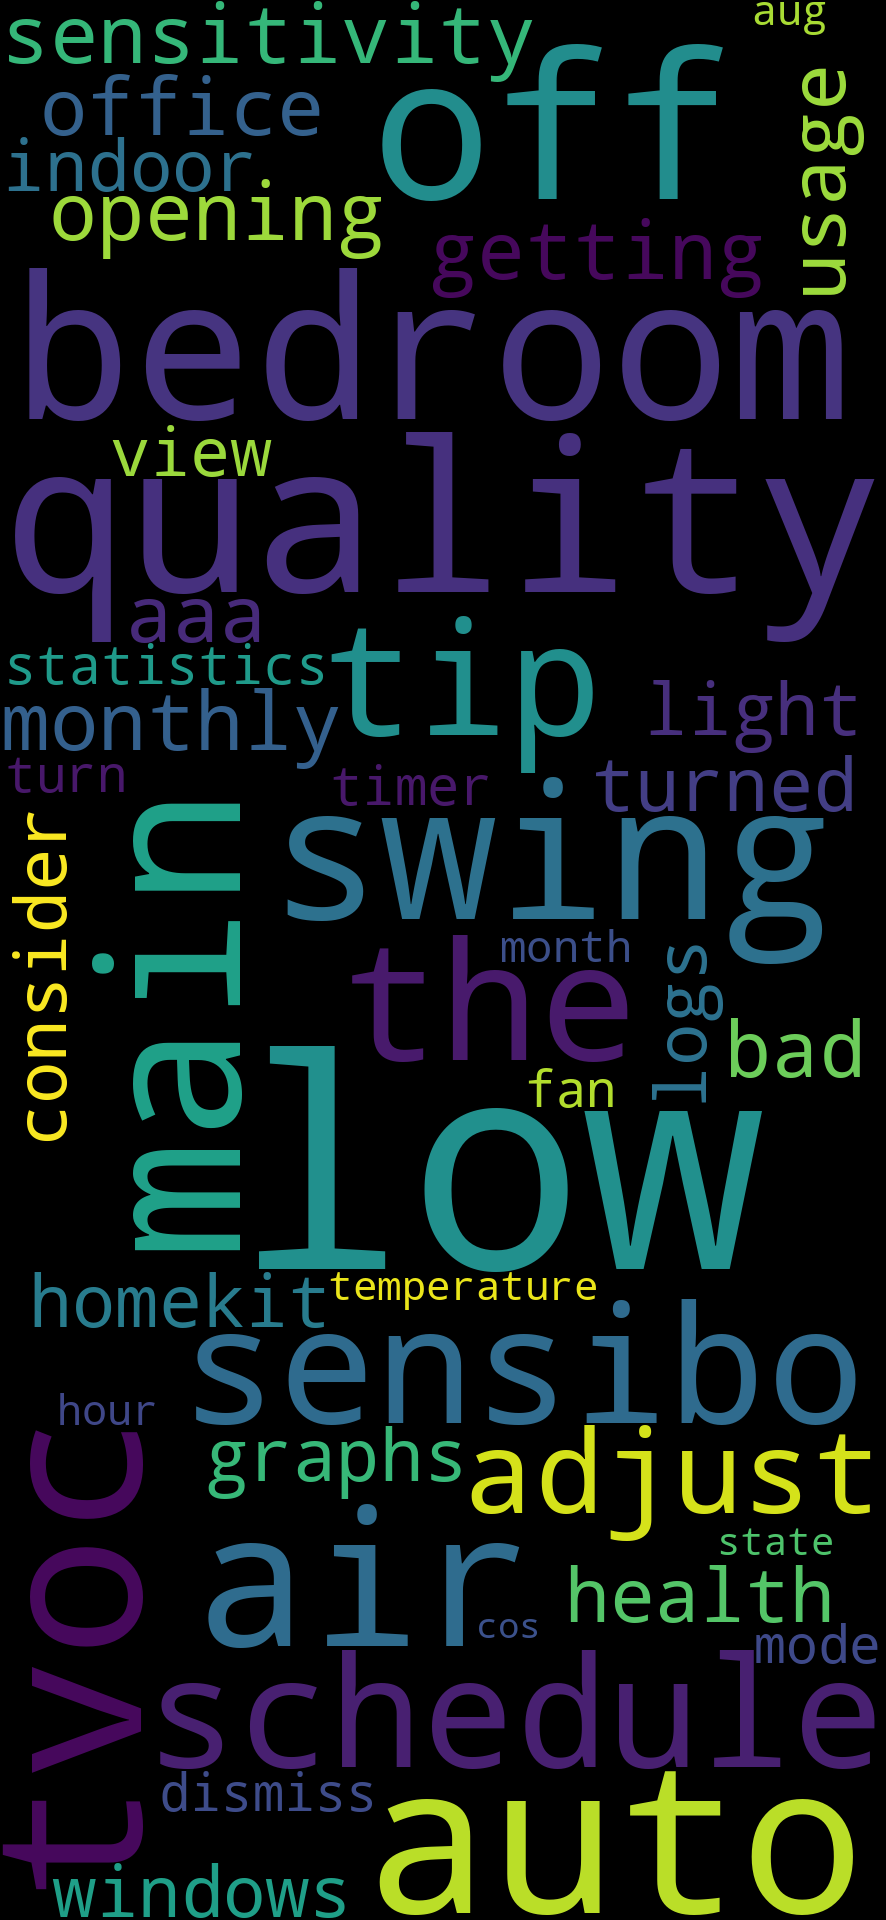 sensitivity
aug
off
office
usage
indoor
opening
getting
bedroom
view
quality
aaa
tip
statistics
light
monthly
turn
timer
turned
swing
main
consider
month
the
logs
bad
fan
low
homekit
temperature
sensibo
hour
tvoc
graphs
adjust
air
state
health
cos
mode
schedule
dismiss
auto
windows